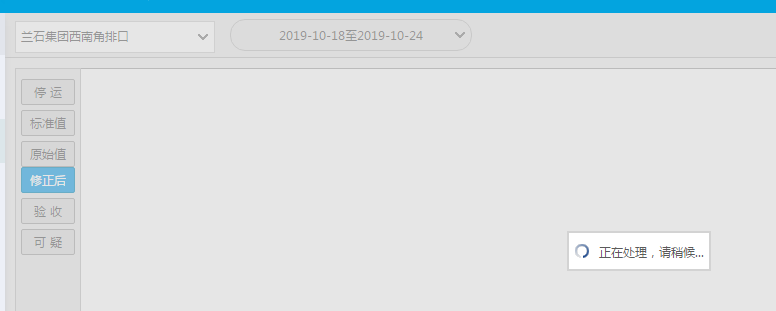 兰石集团西南角排口
2019-10-18至2019-10-24
停 运
标准值
原始值
修正后
验 收
可 疑
正在处理，请稍候...